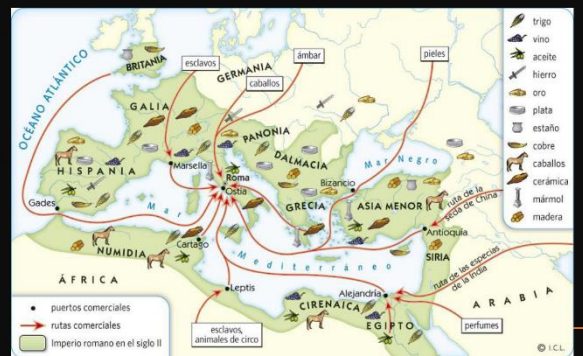 BRITANIA
esclavos
GERMANIA
ámbar
caballos
pieles
OCÉANO ATLÁNTICO
GALIA
PANONIA
DALMACIA
Mar Negro
Marsella
Roma
Ostia
HISPANIA
Bizancio
GRECIA
ASIA MENOR
ruta de la
seda de China
Gades
Mar
Mediterráneo
Antioquía
SIRIA
NUMIDIA
Cartago
ÁFRICA
Leptis
CIRENAICA
Alejandría
EGIPTO
ruta de las especias
de la India
ARABIA
esclavos,
animales de circo
perfumes
trigo
vino
aceite
hierro
oro
plata
estaño
cobre
caballos
cerámica
mármol
madera
puertos comerciales
rutas comerciales
Imperio romano en el siglo II
© I.C.L.